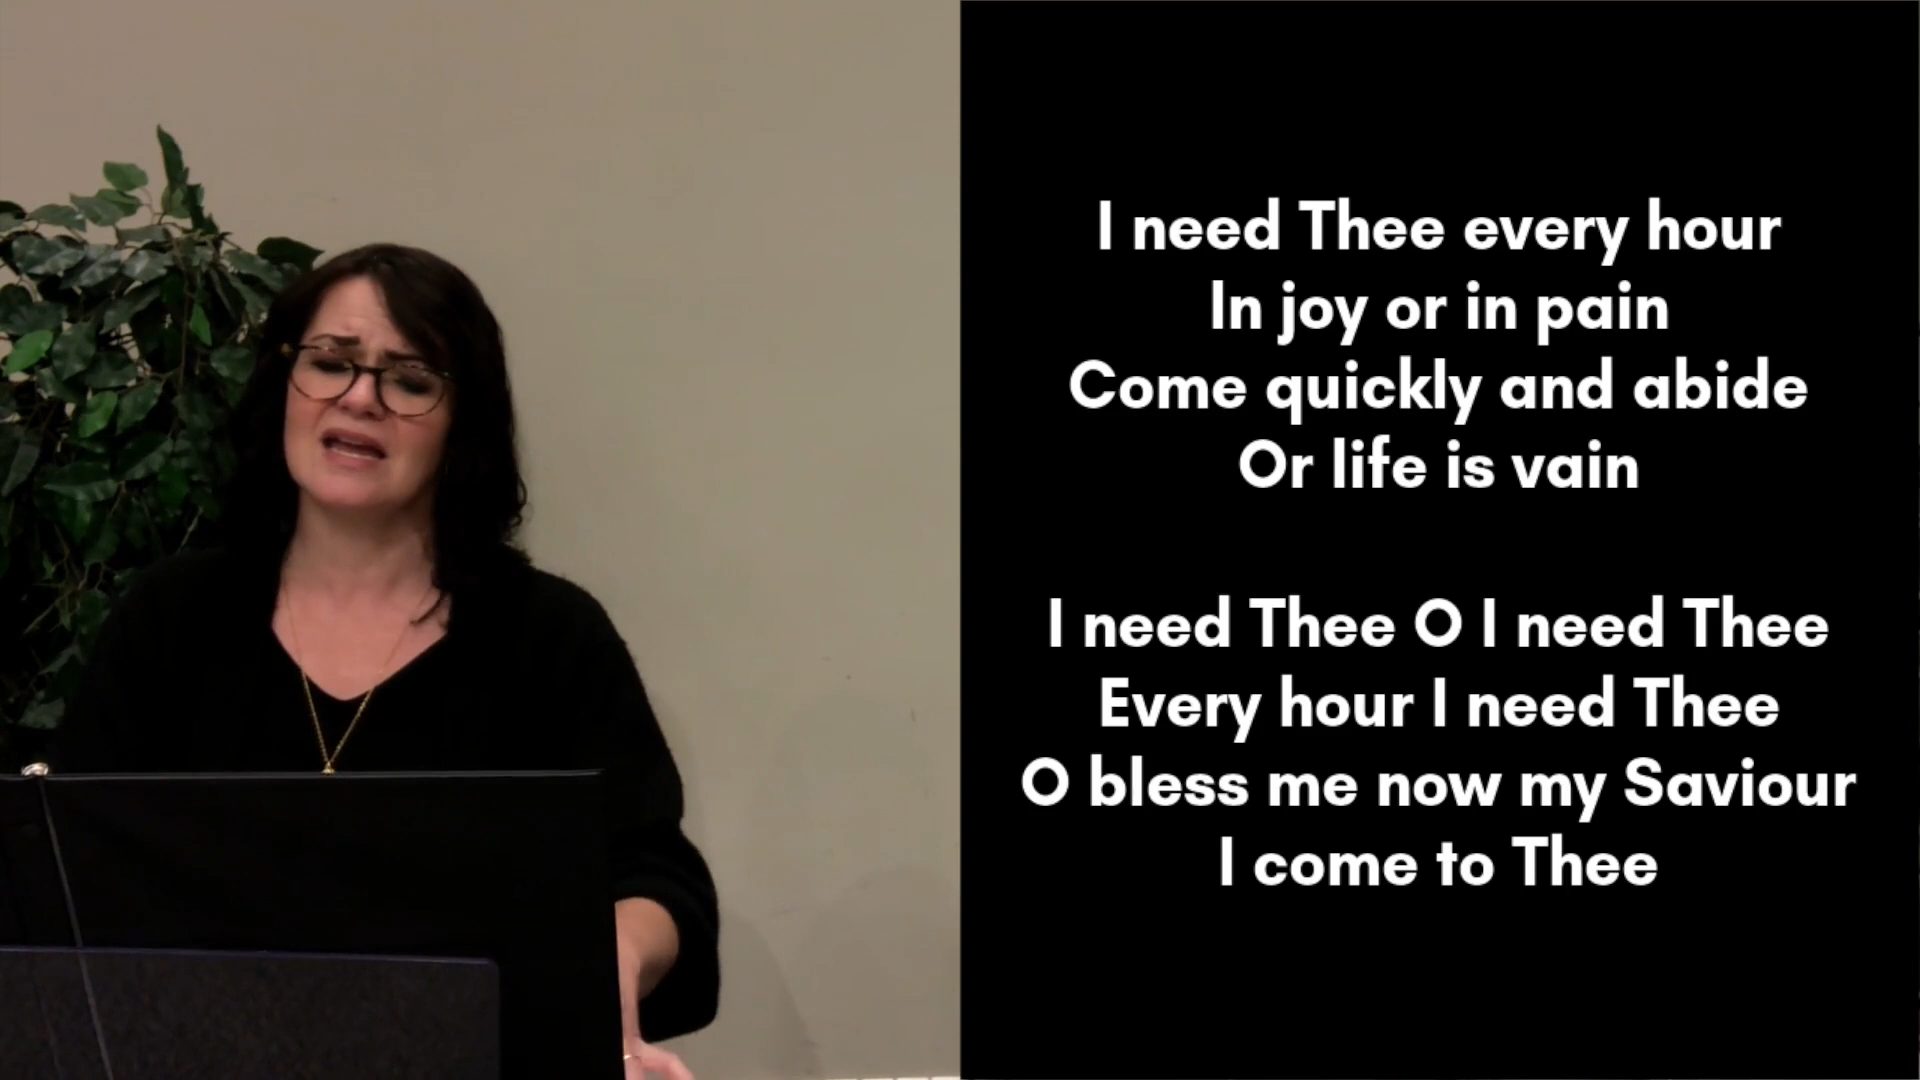 I need Thee every hour
In joy or in pain
Come quickly and abide
Or life is vain
I need Thee O I need Thee
Every hour I need Thee
O bless me now my Saviour
I come to Thee